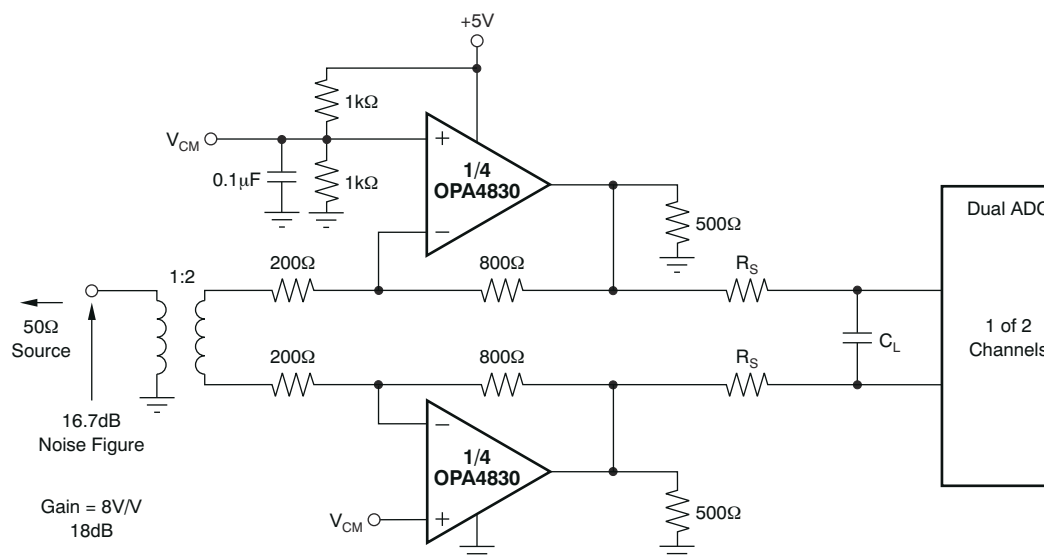 +5V
1kΩ
V_CM
+
1/4
OPA4830
0.1μF
1kΩ
−
500Ω
200Ω
800Ω
R_S
1:2
50Ω
Source
16.7dB
Noise Figure
Gain = 8V/V
18dB
200Ω
800Ω
R_S
C_L
Dual ADC
1 of 2
Channels
−
1/4
OPA4830
+
V_CM
500Ω